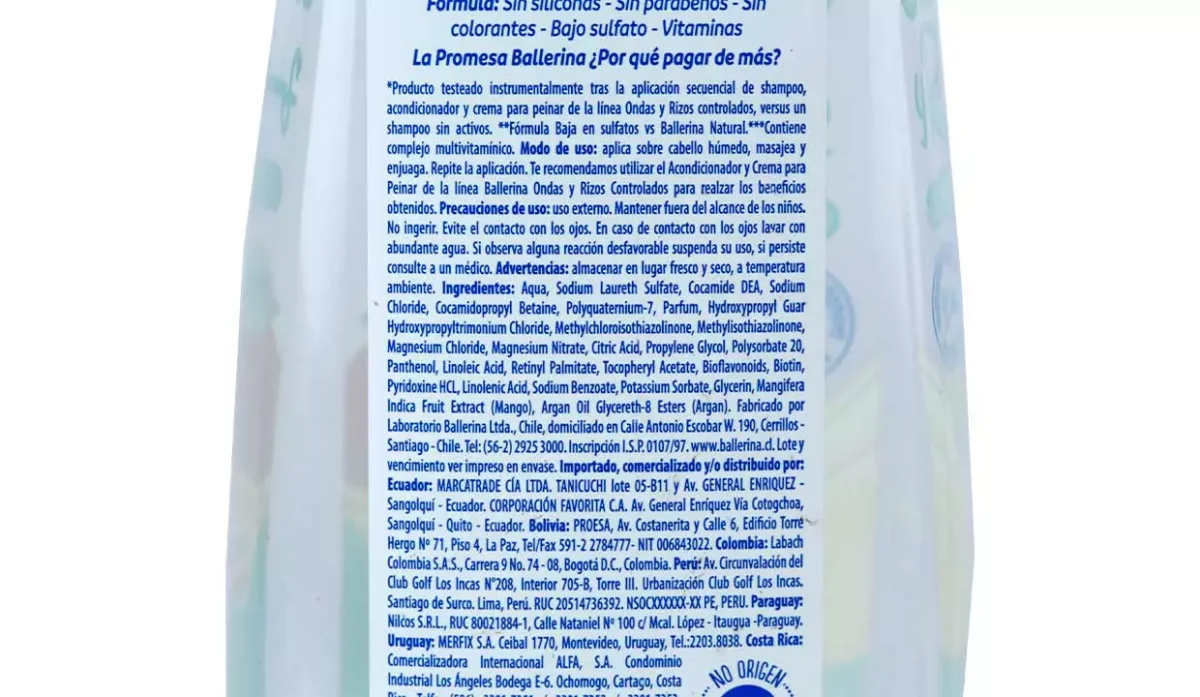 Fórmula: Sin siliconas - Sin parabenos - Sin
colorantes - Bajo sulfato - Vitaminas
La Promesa Ballerina ¿Por qué pagar de más?
*Producto testeado instrumentalmente tras la aplicación secuencial de shampo,
acondicionador y crema para peinar de la línea Ondas y Rizos controlados, versus un
shampoo sin activos. **Fórmula Baja en sulfatos vs Ballerina Natural.***Contiene
complejo multivitamínico. Modo de uso: aplica sobre cabello húmedo, masajea y
enjuaga. Repite la aplicación. Te recomendamos utilizar el Acondicionador y Crema para
Peinar de la línea Ballerina Ondas y Rizos Controlados para realzar los beneficios
obtenidos. Precauciones de uso: uso externo. Mantener fuera del alcance de los niños.
No ingerir. Evite el contacto con los ojos. En caso de contacto con los ojos lavar con
abundante agua. Si observa alguna reacción desfavorable suspenda su uso, si persiste
consulte a un médico. Advertencias: almacenar en lugar fresco y seco, a temperatura
ambiente. Ingredientes: Aqua, Sodium Laureth Sulfate, Cocamide DEA, Sodium
Chloride, Cocamidopropyl Betaine, Polyquaternium-7, Parfum, Hydroxypropyl Guar
Hydroxypropyltrimonium Chloride, Methylchloroisothiazolinone, Methylisothiazolinone,
Magnesium Chloride, Magnesium Nitrate, Citric Acid, Propylene Glycol, Polysorbate 20,
Panthenol, Linoleic Acid, Retinyl Palmitate, Tocopheryl Acetate, Bioflavonoids, Biotin,
Pyridoxine HCL, Linolenic Acid, Sodium Benzoate, Potassium Sorbate, Glycerin, Mangifera
Indica Fruit Extract (Mango), Argan Oil Glycereth-8 Esters (Argan). Fabricado por
Laboratorio Ballerina Ltda., Chile, domiciliado en Calle Antonio Escobar W. 190, Cerrillos -
Santiago - Chile. Tel: (56-2) 2925 3000. Inscripción I.S.P. 0107/97. www.ballerina.cl. Lote y
vencimiento ver impreso en envase. Importado, comercializado y/o distribuido por:
Ecuador: MARCATRADE CÍA LTDA. TANICUCHI lote 05-B11 y Av. GENERAL ENRIQUEZ -
Sangolquí - Ecuador. CORPORACIÓN FAVORITA C.A. Av. General Enríquez Vía Cotogchoa,
Sangolquí - Quito - Ecuador. Bolivia: PROESA, Av. Costanerita y Calle 6, Edificio Torre
Hergo Nº 71, Piso 4, La Paz, Tel/Fax 591-2 2784777- NIT 006843022. Colombia: Labach
Colombia S.A.S., Carrera 9 No. 74 - 08, Bogotá D.C., Colombia. Perú: Av. Circunvalación del
Club Golf Los Incas N°208, Interior 705-B, Torre III. Urbanización Club Golf Los Incas.
Santiago de Surco. Lima, Perú. RUC 20514736392. NSOCXXXXXX-XX PE, PERU. Paraguay:
Nilcos S.R.L., RUC 80021884-1, Calle Nataniel Nº 100 c/ Mcal. López - Itaugua -Paraguay.
Uruguay: MERFIX S.A. Ceibal 1770, Montevideo, Uruguay, Tel.:2203.8038. Costa Rica:
Comercializadora Internacional ALFA, S.A. Condominio
Industrial Los Ángeles Bodega E-6. Ochomogo, Cartago, Costa
NO ORIGEN